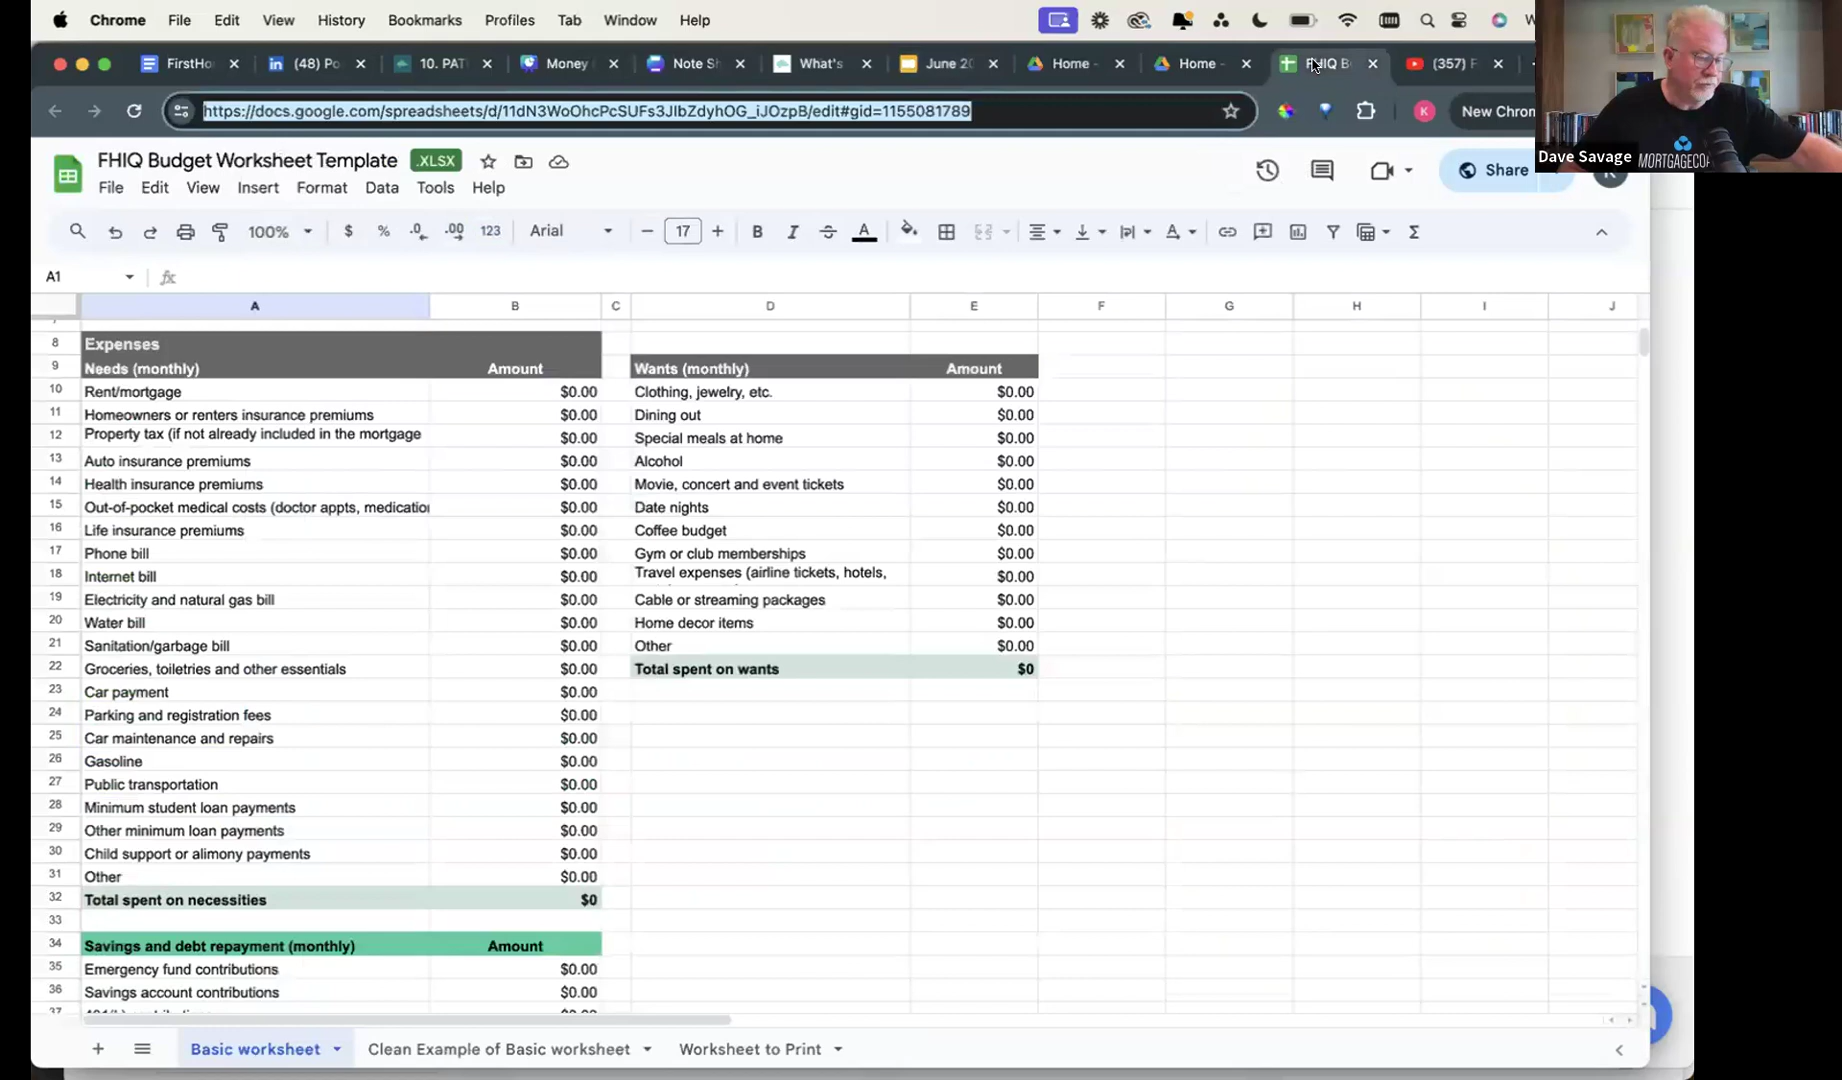 Chrome File Edit View History Bookmarks Profiles Tab Window Help
FirstHo (48) Po 10. PAT Money Note Sh What's June 20 Home - Home - FHIQ B (357) F
https://docs.google.com/spreadsheets/d/11dN3WoOhcPcSUFs3JIbZdyhOG_iJOzpB/edit#gid=1155081789
K New Chrom
Dave Savage
FHIQ Budget Worksheet Template .XLSX
Share
File Edit View Insert Format Data Tools Help
100% $ % .0 .00 123 Arial 17 B I A
A1
A B C D E F G H I J
8 Expenses
9 Needs (monthly) Amount Wants (monthly) Amount
10 Rent/mortgage $0.00 Clothing, jewelry, etc. $0.00
11 Homeowners or renters insurance premiums $0.00 Dining out $0.00
12 Property tax (if not already included in the mortgage $0.00 Special meals at home $0.00
13 Auto insurance premiums $0.00 Alcohol $0.00
14 Health insurance premiums $0.00 Movie, concert and event tickets $0.00
15 Out-of-pocket medical costs (doctor appts, medication $0.00 Date nights $0.00
16 Life insurance premiums $0.00 Coffee budget $0.00
17 Phone bill $0.00 Gym or club memberships $0.00
18 Internet bill $0.00 Travel expenses (airline tickets, hotels, $0.00
19 Electricity and natural gas bill $0.00 Cable or streaming packages $0.00
20 Water bill $0.00 Home decor items $0.00
21 Sanitation/garbage bill $0.00 Other $0.00
22 Groceries, toiletries and other essentials $0.00 Total spent on wants $0
23 Car payment $0.00
24 Parking and registration fees $0.00
25 Car maintenance and repairs $0.00
26 Gasoline $0.00
27 Public transportation $0.00
28 Minimum student loan payments $0.00
29 Other minimum loan payments $0.00
30 Child support or alimony payments $0.00
31 Other $0.00
32 Total spent on necessities $0
33
34 Savings and debt repayment (monthly) Amount
35 Emergency fund contributions $0.00
36 Savings account contributions $0.00
Basic worksheet Clean Example of Basic worksheet Worksheet to Print